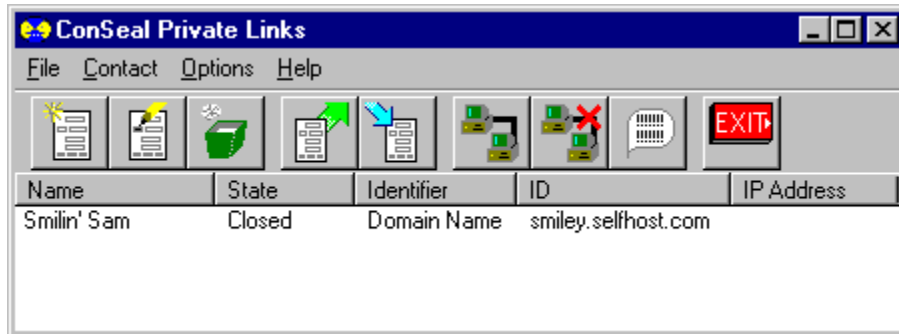 ConSeal Private Links
File Contact Options Help
EXIT
Name State Identifier ID IP Address
Smilin' Sam Closed Domain Name smiley.selfhost.com